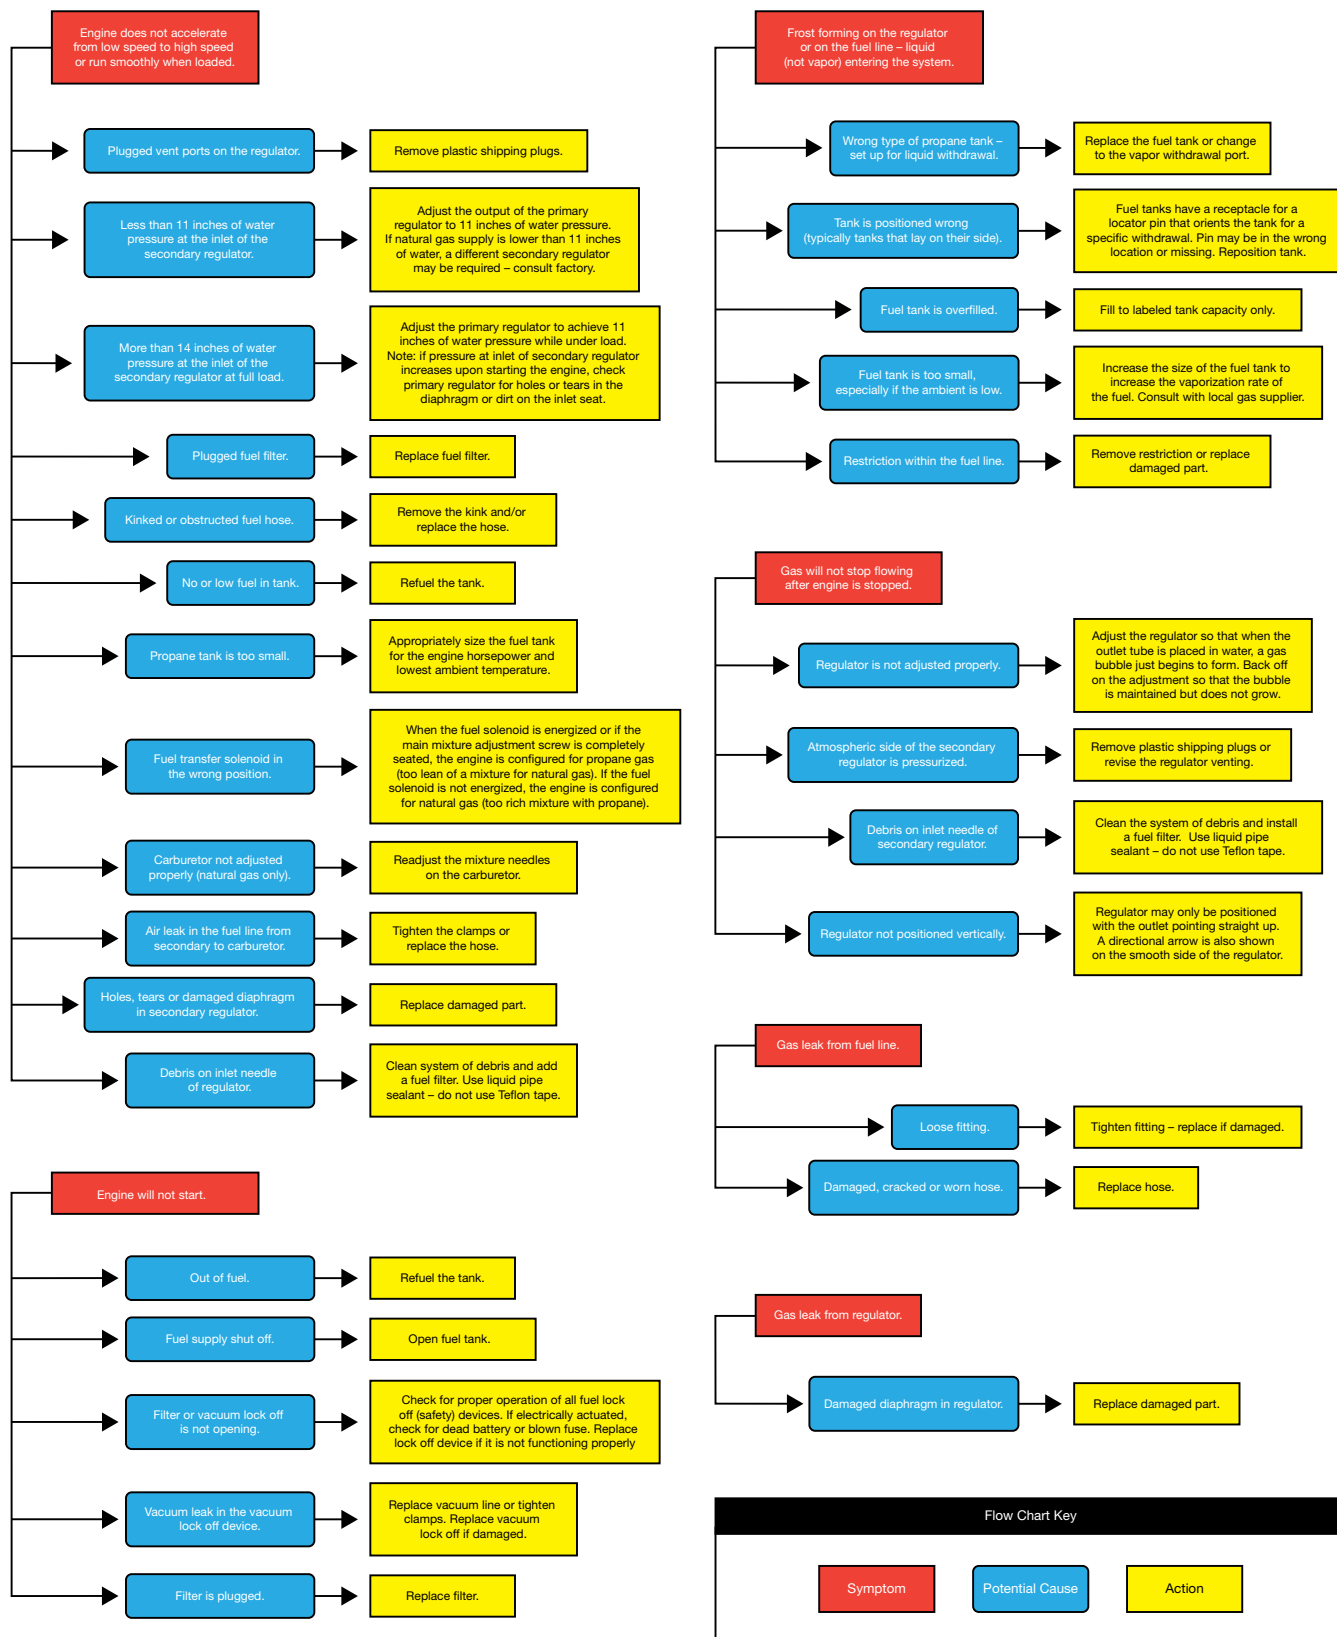 Engine does not accelerate
from low speed to high speed
or run smoothly when loaded.
Plugged vent ports on the regulator.
Remove plastic shipping plugs.
Less than 11 inches of water
pressure at the inlet of the
secondary regulator.
Adjust the output of the primary
regulator to 11 inches of water pressure.
If natural gas supply is lower than 11 inches
of water, a different secondary regulator
may be required – consult factory.
More than 14 inches of water
pressure at the inlet of the
secondary regulator at full load.
Adjust the primary regulator to achieve 11
inches of water pressure while under load.
Note: if pressure at inlet of secondary regulator
increases upon starting the engine, check
primary regulator for holes or tears in the
diaphragm or dirt on the inlet seat.
Plugged fuel filter.
Replace fuel filter.
Kinked or obstructed fuel hose.
Remove the kink and/or
replace the hose.
No or low fuel in tank.
Refuel the tank.
Propane tank is too small.
Appropriately size the fuel tank
for the engine horsepower and
lowest ambient temperature.
Fuel transfer solenoid in
the wrong position.
When the fuel solenoid is energized or if the
main mixture adjustment screw is completely
seated, the engine is configured for propane gas
(too lean of a mixture for natural gas). If the fuel
solenoid is not energized, the engine is configured
for natural gas (too rich mixture with propane).
Carburetor not adjusted
properly (natural gas only).
Readjust the mixture needles
on the carburetor.
Air leak in the fuel line from
secondary to carburetor.
Tighten the clamps or
replace the hose.
Holes, tears or damaged diaphragm
in secondary regulator.
Replace damaged part.
Debris on inlet needle
of regulator.
Clean system of debris and add
a fuel filter. Use liquid pipe
sealant – do not use Teflon tape.
Engine will not start.
Out of fuel.
Refuel the tank.
Fuel supply shut off.
Open fuel tank.
Filter or vacuum lock off
is not opening.
Check for proper operation of all fuel lock
off (safety) devices. If electrically actuated,
check for dead battery or blown fuse. Replace
lock off device if it is not functioning properly
Vacuum leak in the vacuum
lock off device.
Replace vacuum line or tighten
clamps. Replace vacuum
lock off if damaged.
Filter is plugged.
Replace filter.
Frost forming on the regulator
or on the fuel line – liquid
(not vapor) entering the system.
Wrong type of propane tank –
set up for liquid withdrawal.
Replace the fuel tank or change
to the vapor withdrawal port.
Tank is positioned wrong
(typically tanks that lay on their side).
Fuel tanks have a receptacle for a
locator pin that orients the tank for a
specific withdrawal. Pin may be in the wrong
location or missing. Reposition tank.
Fuel tank is overfilled.
Fill to labeled tank capacity only.
Fuel tank is too small,
especially if the ambient is low.
Increase the size of the fuel tank to
increase the vaporization rate of
the fuel. Consult with local gas supplier.
Restriction within the fuel line.
Remove restriction or replace
damaged part.
Gas will not stop flowing
after engine is stopped.
Regulator is not adjusted properly.
Adjust the regulator so that when the
outlet tube is placed in water, a gas
bubble just begins to form. Back off
on the adjustment so that the bubble
is maintained but does not grow.
Atmospheric side of the secondary
regulator is pressurized.
Remove plastic shipping plugs or
revise the regulator venting.
Debris on inlet needle of
secondary regulator.
Clean the system of debris and install
a fuel filter. Use liquid pipe
sealant – do not use Teflon tape.
Regulator not positioned vertically.
Regulator may only be positioned
with the outlet pointing straight up.
A directional arrow is also shown
on the smooth side of the regulator.
Gas leak from fuel line.
Loose fitting.
Tighten fitting – replace if damaged.
Damaged, cracked or worn hose.
Replace hose.
Gas leak from regulator.
Damaged diaphragm in regulator.
Replace damaged part.
Flow Chart Key
Symptom
Potential Cause
Action